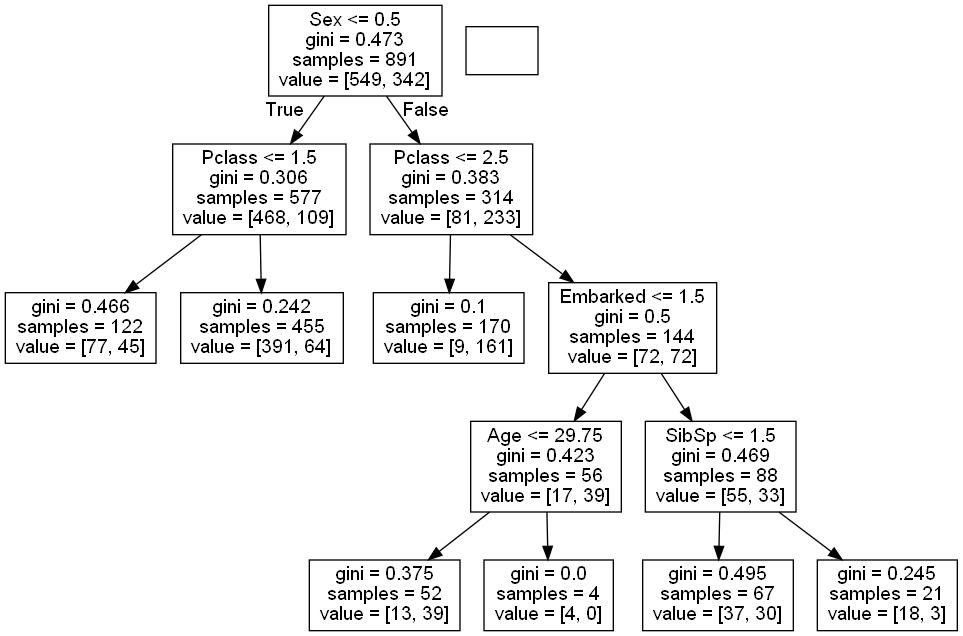 Sex <= 0.5
gini = 0.473
samples = 891
value = [549, 342]
True
False
Pclass <= 1.5
gini = 0.306
samples = 577
value = [468, 109]
Pclass <= 2.5
gini = 0.383
samples = 314
value = [81, 233]
gini = 0.466
samples = 122
value = [77, 45]
gini = 0.242
samples = 455
value = [391, 64]
gini = 0.1
samples = 170
value = [9, 161]
Embarked <= 1.5
gini = 0.5
samples = 144
value = [72, 72]
Age <= 29.75
gini = 0.423
samples = 56
value = [17, 39]
SibSp <= 1.5
gini = 0.469
samples = 88
value = [55, 33]
gini = 0.375
samples = 52
value = [13, 39]
gini = 0.0
samples = 4
value = [4, 0]
gini = 0.495
samples = 67
value = [37, 30]
gini = 0.245
samples = 21
value = [18, 3]